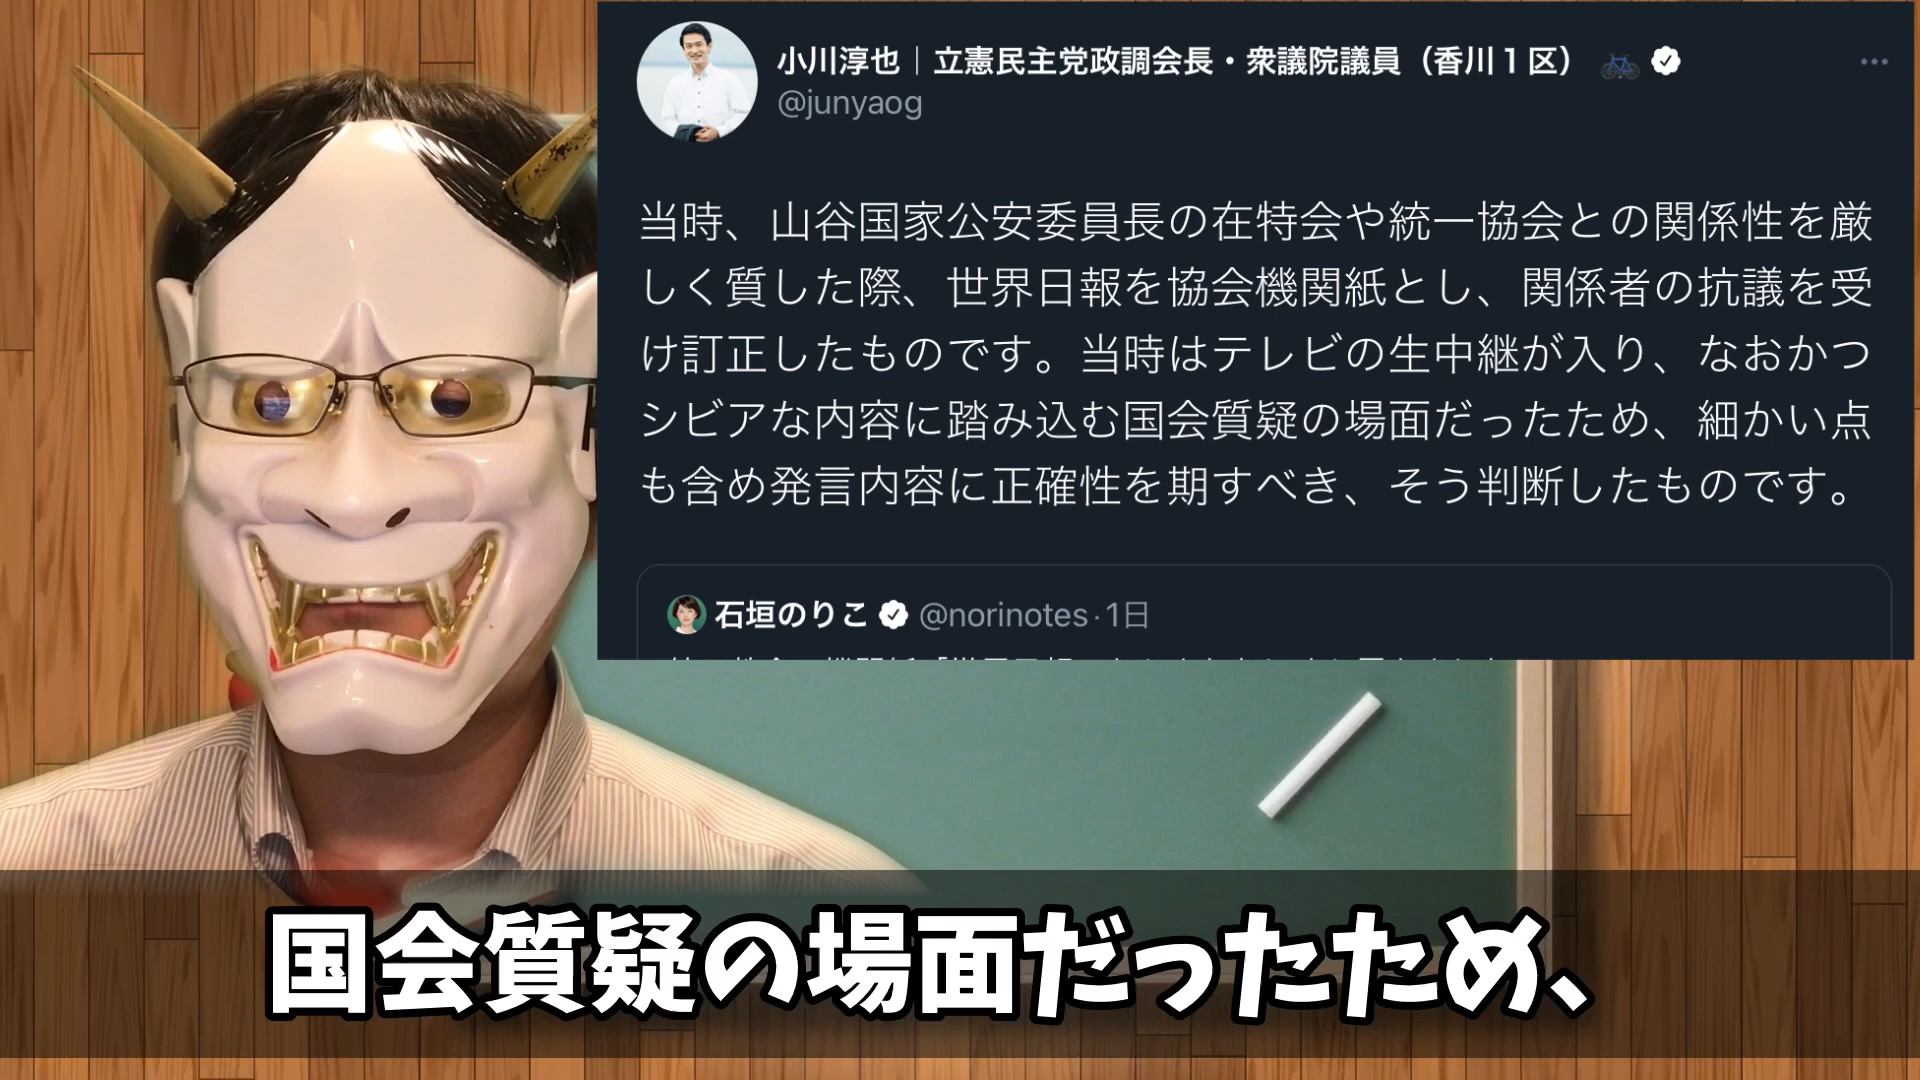 小川淳也｜立憲民主党政調会長・衆議院議員（香川１区）
@junyaog
当時、山谷国家公安委員長の在特会や統一協会との関係性を厳
しく質した際、世界日報を協会機関紙とし、関係者の抗議を受
け訂正したものです。当時はテレビの生中継が入り、なおかつ
シビアな内容に踏み込む国会質疑の場面だったため、細かい点
も含め発言内容に正確性を期すべき、そう判断したものです。
石垣のりこ @norinotes・1日
国会質疑の場面だったため、